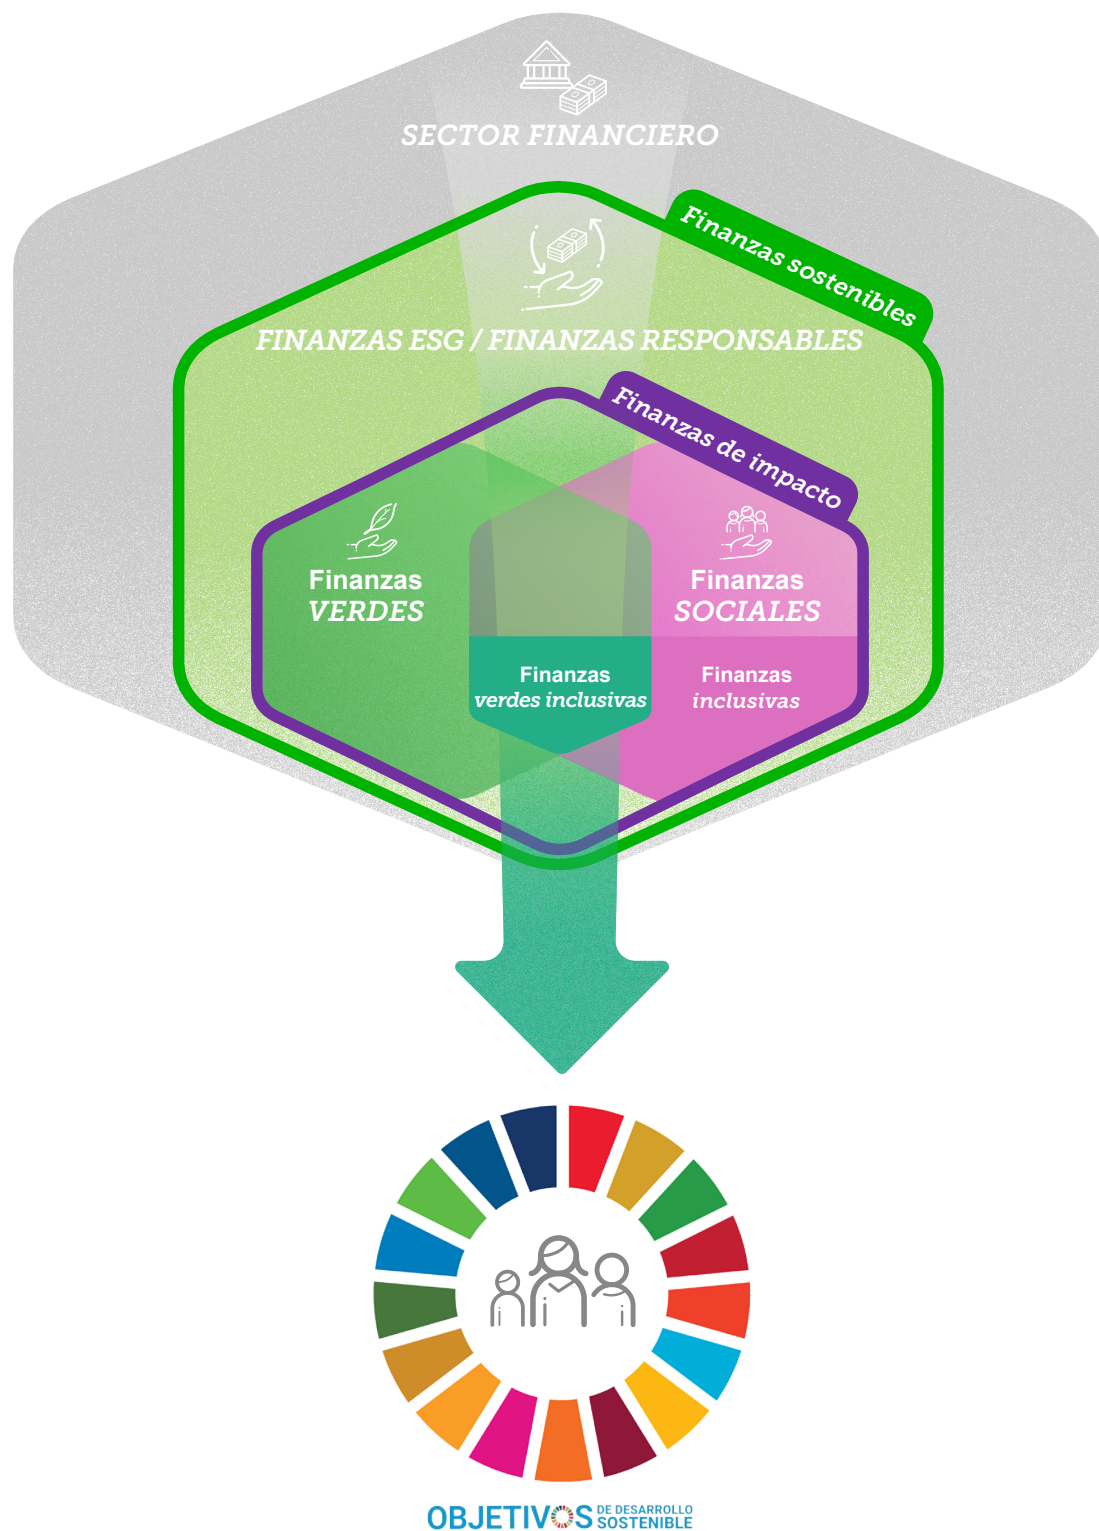 SECTOR FINANCIERO
Finanzas sostenibles
FINANZAS ESG / FINANZAS RESPONSABLES
Finanzas de impacto
Finanzas
VERDES
Finanzas
SOCIALES
Finanzas
verdes inclusivas
Finanzas
inclusivas
OBJETIVOS
DE DESARROLLO
SOSTENIBLE